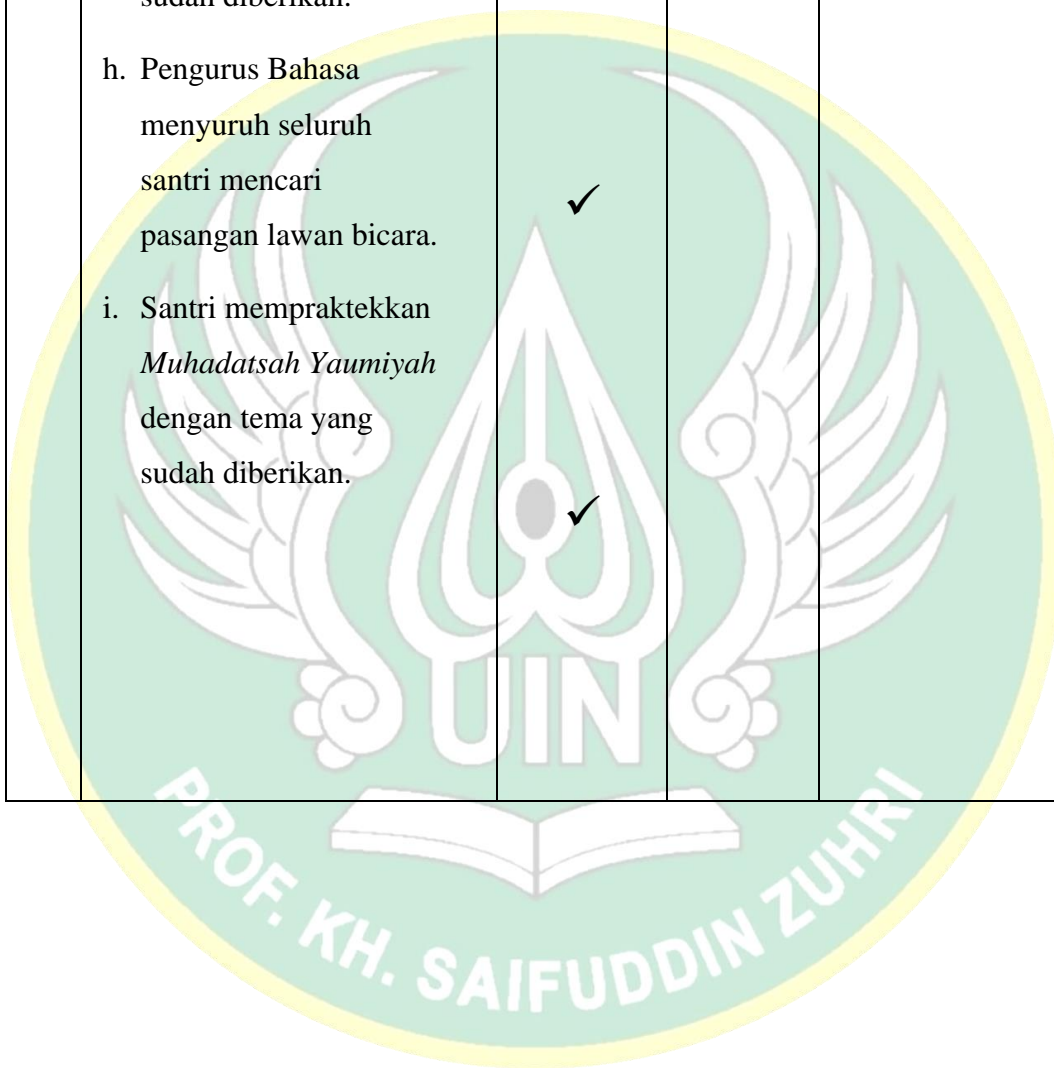 sudah diberikan.
h. Pengurus Bahasa
menyuruh seluruh
santri mencari
pasangan lawan bicara.
✓
i. Santri mempraktekkan
Muhadatsah Yaumiyah
dengan tema yang
sudah diberikan.
✓
UIN
PROF. KH. SAIFUDDIN ZUHRI